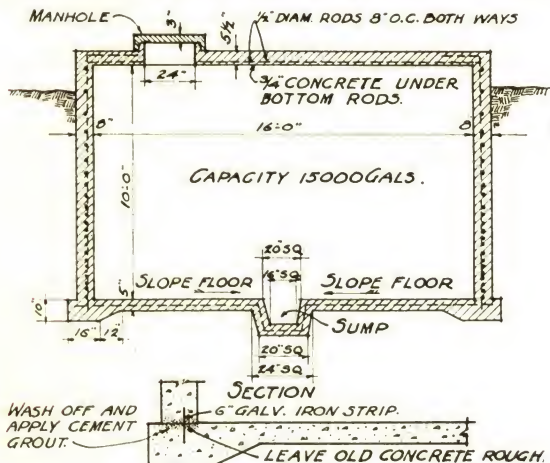 MANHOLE
3"
5½"
½" DIAM. RODS 8" O.C. BOTH WAYS
24"
¾" CONCRETE UNDER
BOTTOM RODS.
8"
16'-0"
8"
10'-0"
CAPACITY 15000 GALS.
20" SQ
16" SQ
SLOPE FLOOR
SLOPE FLOOR
5"
10"
16"
12"
SUMP
20" SQ
24" SQ
SECTION
WASH OFF AND
APPLY CEMENT
GROUT.
6" GALV. IRON STRIP.
LEAVE OLD CONCRETE ROUGH.